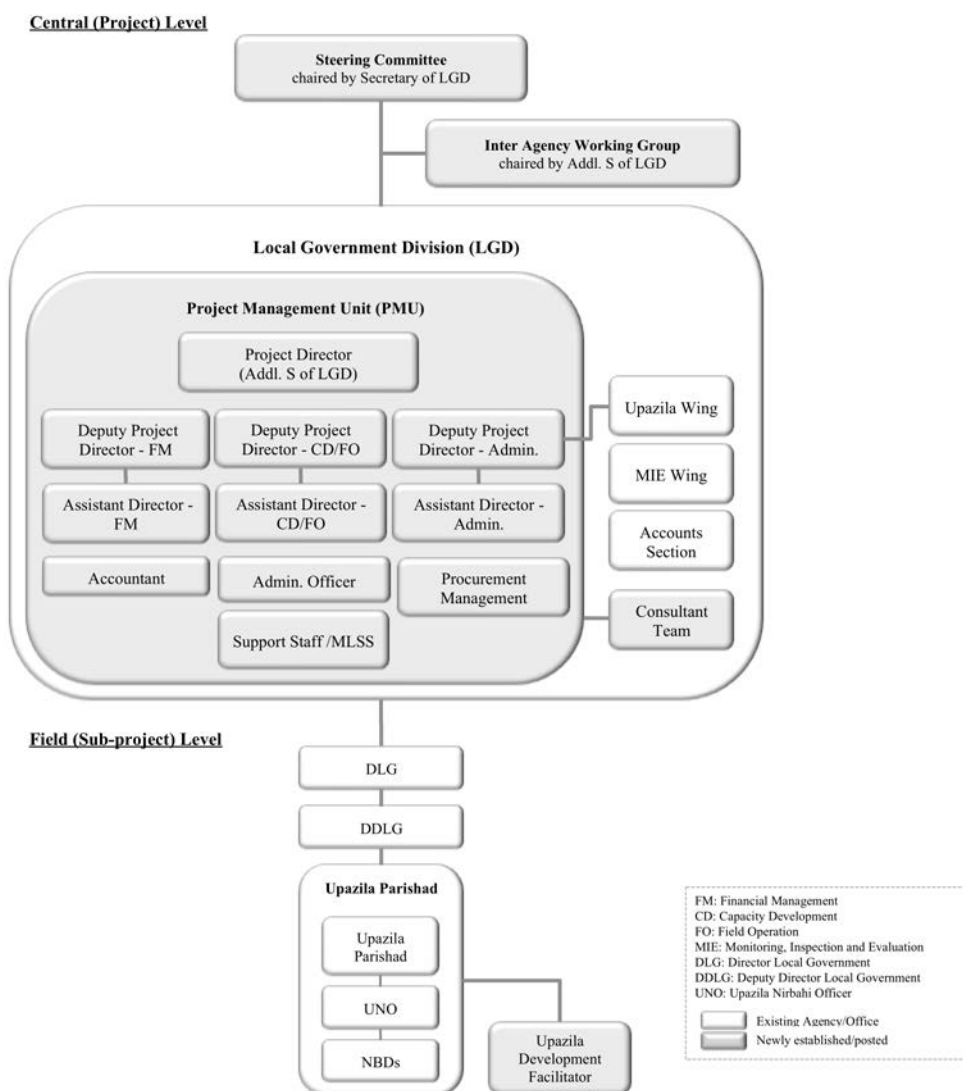 Central (Project) Level
Steering Committee
chaired by Secretary of LGD
Inter Agency Working Group
chaired by Addl. S of LGD
Local Government Division (LGD)
Project Management Unit (PMU)
Project Director
(Addl. S of LGD)
Deputy Project
Director - FM
Deputy Project
Director - CD/FO
Deputy Project
Director - Admin.
Upazila Wing
Assistant Director -
FM
Assistant Director -
CD/FO
Assistant Director -
Admin.
MIE Wing
Accounts
Section
Accountant
Admin. Officer
Procurement
Management
Consultant
Team
Support Staff /MLSS
Field (Sub-project) Level
DLG
DDLG
Upazila Parishad
Upazila
Parishad
UNO
NBDs
Upazila
Development
Facilitator
FM: Financial Management
CD: Capacity Development
FO: Field Operation
MIE: Monitoring, Inspection and Evaluation
DLG: Director Local Government
DDLG: Deputy Director Local Government
UNO: Upazila Nirbahi Officer
Existing Agency/Office
Newly established/posted